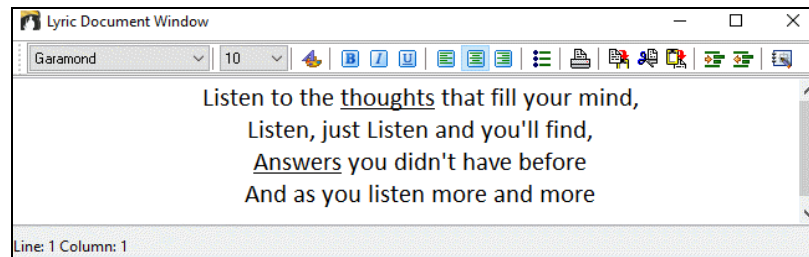 Lyric Document Window
Garamond 10 B I U
Listen to the thoughts that fill your mind,
Listen, just Listen and you'll find,
Answers you didn't have before
And as you listen more and more
Line: 1 Column: 1